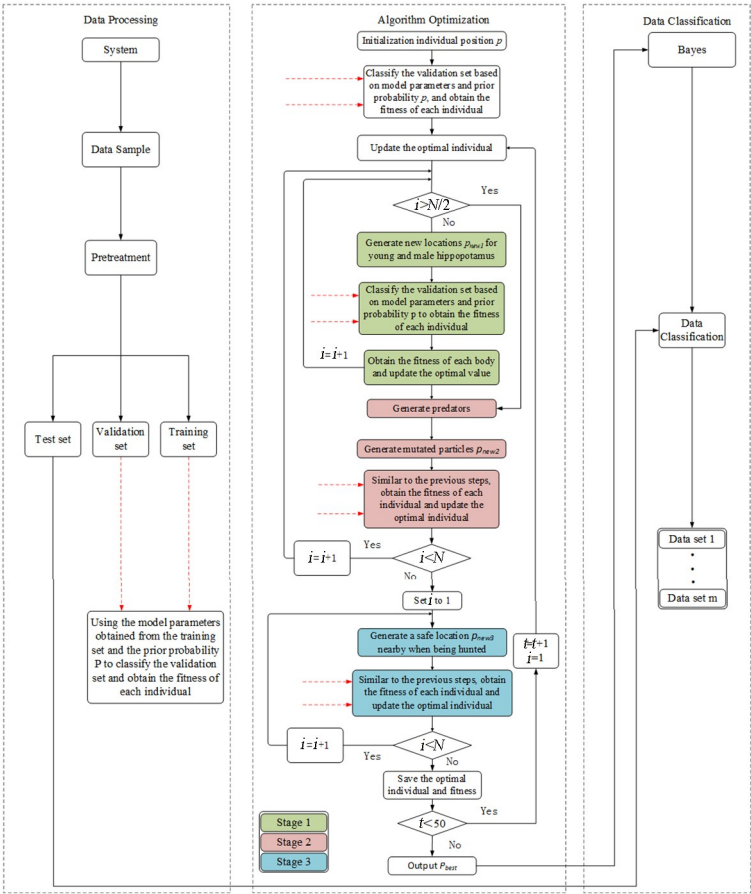 Data Processing
System
Data Sample
Pretreatment
Test set
Validation
set
Training
set
Using the model parameters
obtained from the training
set and the prior probability
P to classify the validation
set and obtain the fitness of
each individual
Algorithm Optimization
Initialization individual position p
Classify the validation set based
on model parameters and prior
probability p, and obtain the
fitness of each individual
Update the optimal individual
i>N/2
Yes
No
Generate new locations pnew1 for
young and male hippopotamus
Classify the validation set based
on model parameters and prior
probability p to obtain the fitness
of each individual
i=i+1
Obtain the fitness of each body
and update the optimal value
Generate predators
Generate mutated particles pnew2
Similar to the previous steps,
obtain the fitness of each
individual and update the
optimal individual
i=i+1
Yes
i<N
No
Set i to 1
Generate a safe location pnew3
nearby when being hunted
t=t+1
i=1
Similar to the previous steps, obtain
the fitness of each individual and
update the optimal individual
i=i+1
Yes
i<N
No
Save the optimal
individual and fitness
Yes
t<50
No
Output Pbest
Stage 1
Stage 2
Stage 3
Data Classification
Bayes
Data
Classification
Data set 1
Data set m